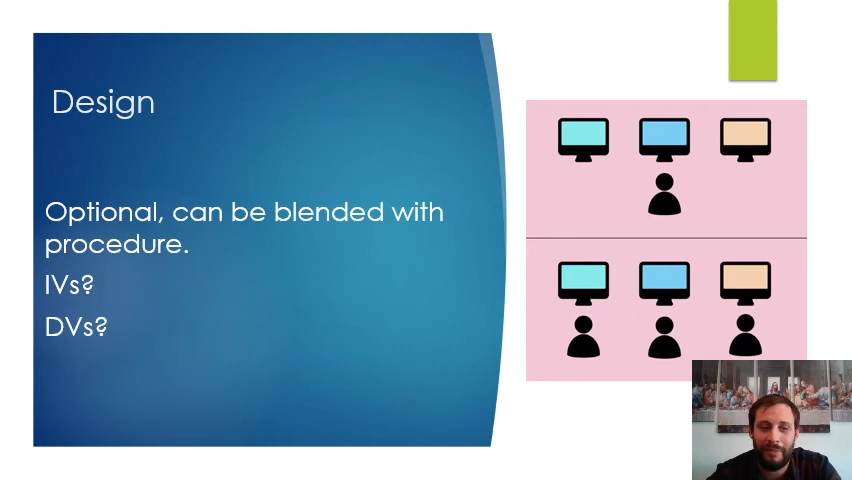 Design
Optional, can be blended with
procedure.
IVs?
DVs?